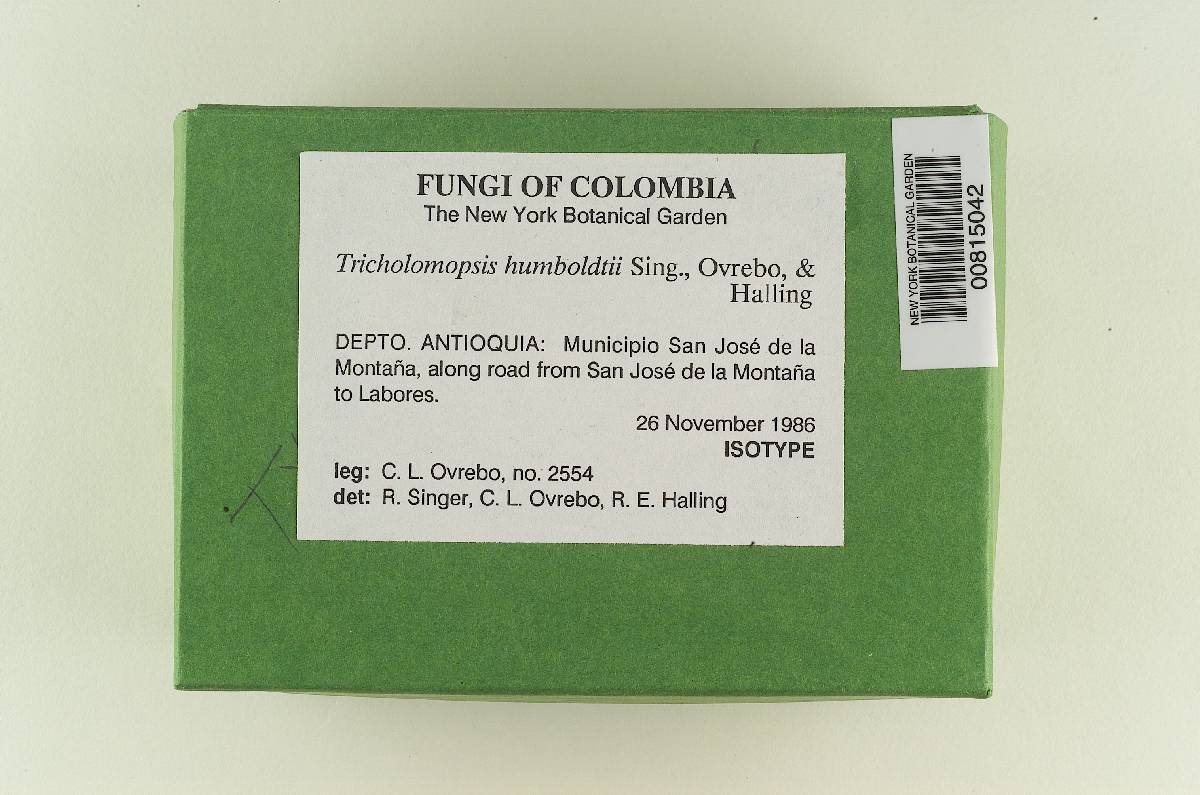 FUNGI OF COLOMBIA
The New York Botanical Garden
Tricholomopsis humboldtii Sing., Ovrebo, &
Halling
DEPTO. ANTIOQUIA: Municipio San José de la
Montaña, along road from San José de la Montaña
to Labores.
26 November 1986
ISOTYPE
leg: C. L. Ovrebo, no. 2554
det: R. Singer, C. L. Ovrebo, R. E. Halling
NEW YORK BOTANICAL GARDEN
00815042